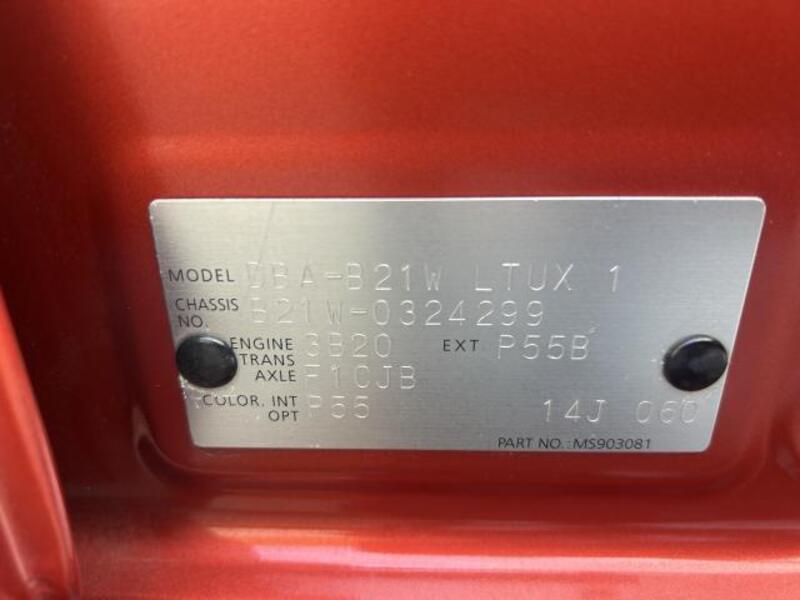 MODEL DBA-B21W LTUX 1
CHASSIS NO. B21W-0324299
ENGINE 3B20 EXT P55B
TRANS AXLE F1CJB
COLOR, INT OPT P55 14J 060
PART NO.: MS903081